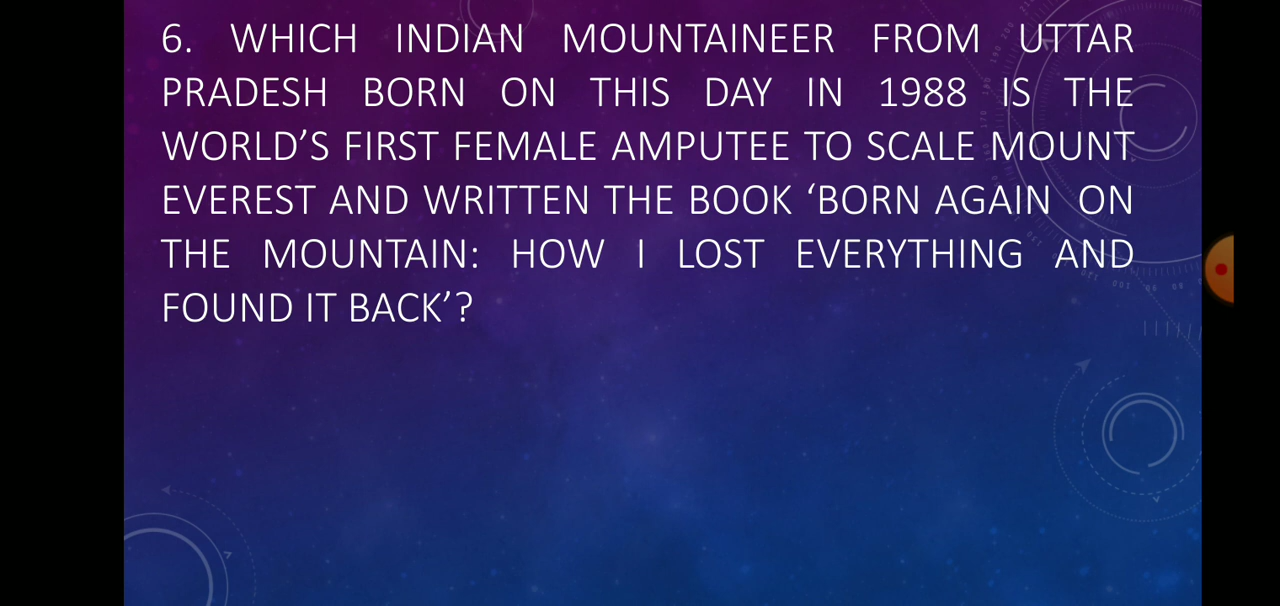 6. WHICH INDIAN MOUNTAINEER FROM UTTAR
PRADESH BORN ON THIS DAY IN 1988 IS THE
WORLD’S FIRST FEMALE AMPUTEE TO SCALE MOUNT
EVEREST AND WRITTEN THE BOOK ‘BORN AGAIN ON
THE MOUNTAIN: HOW I LOST EVERYTHING AND
FOUND IT BACK’?